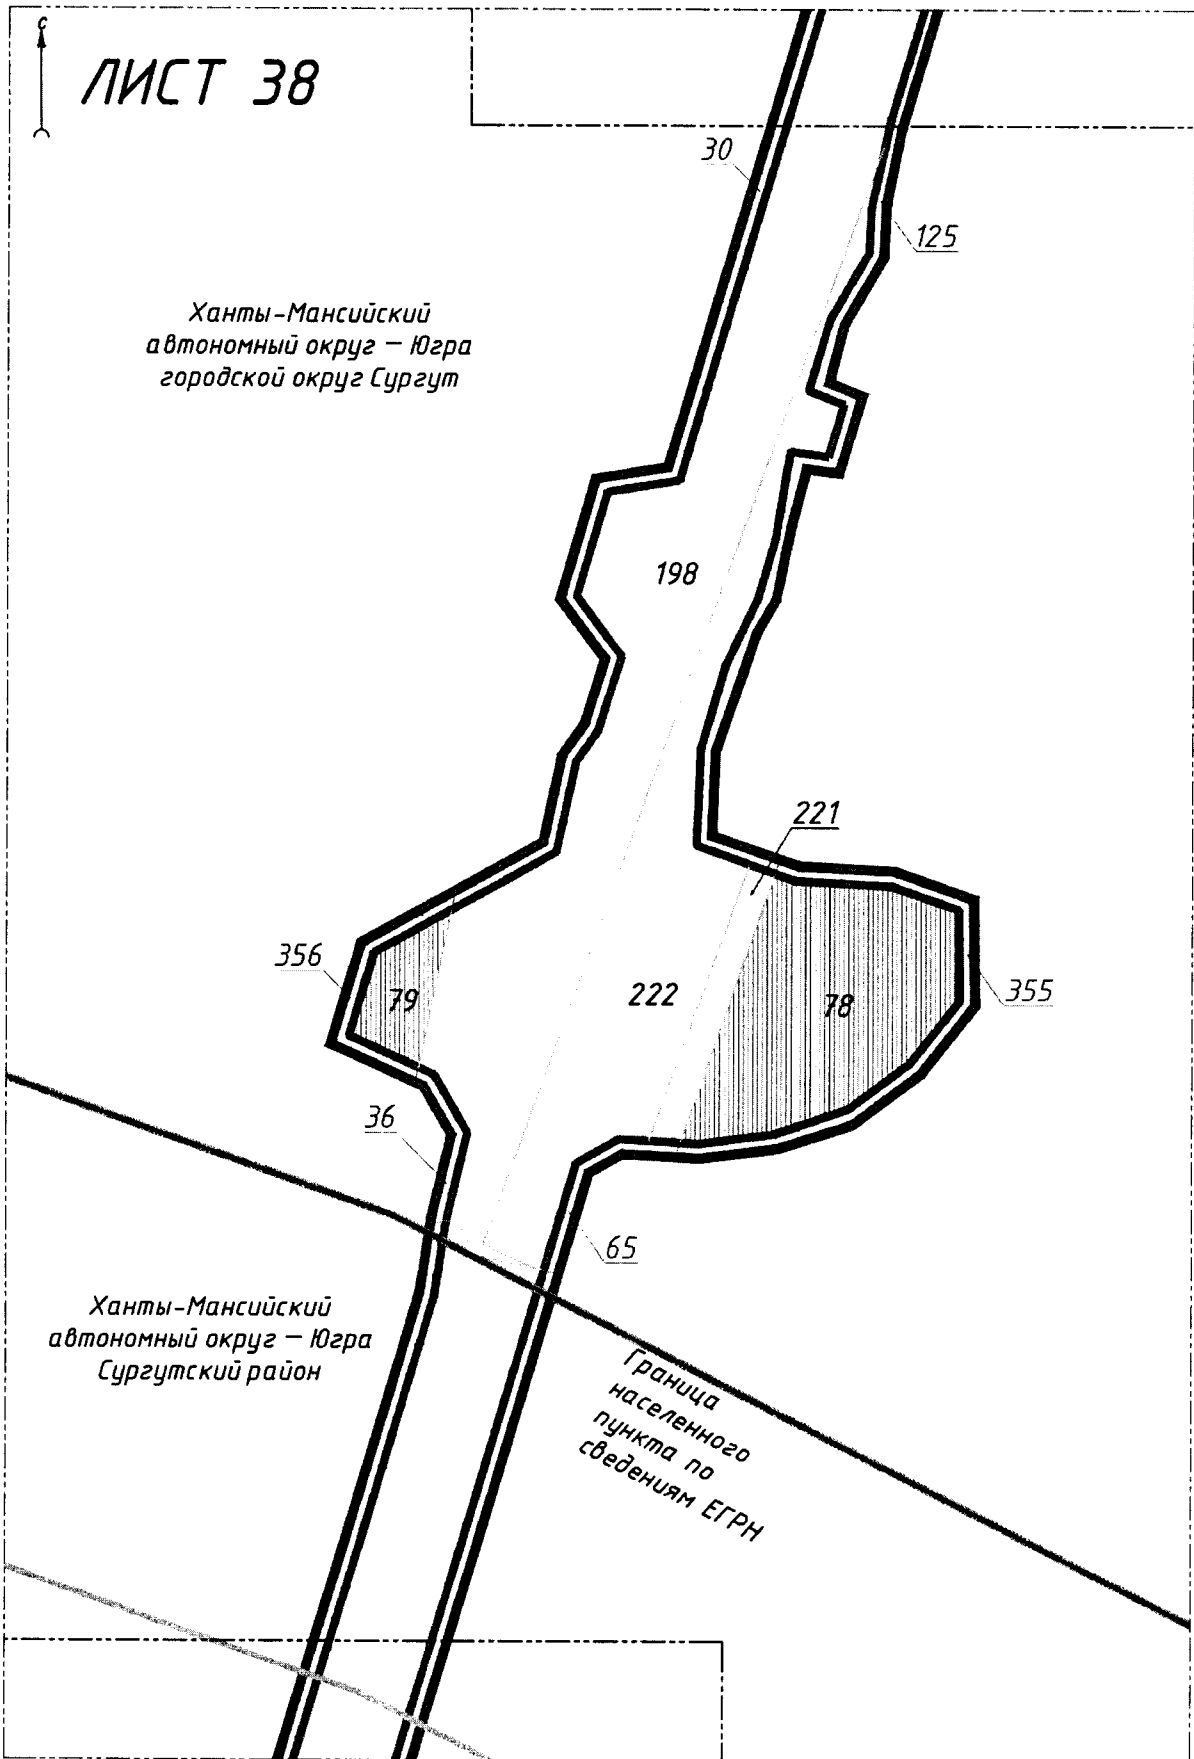 С
ЛИСТ 38
30
125
Ханты-Мансийский
автономный округ – Югра
городской округ Сургут
198
221
356
79
222
78
355
36
65
Ханты-Мансийский
автономный округ – Югра
Сургутский район
Граница
населенного
пункта по
сведениям ЕГРН